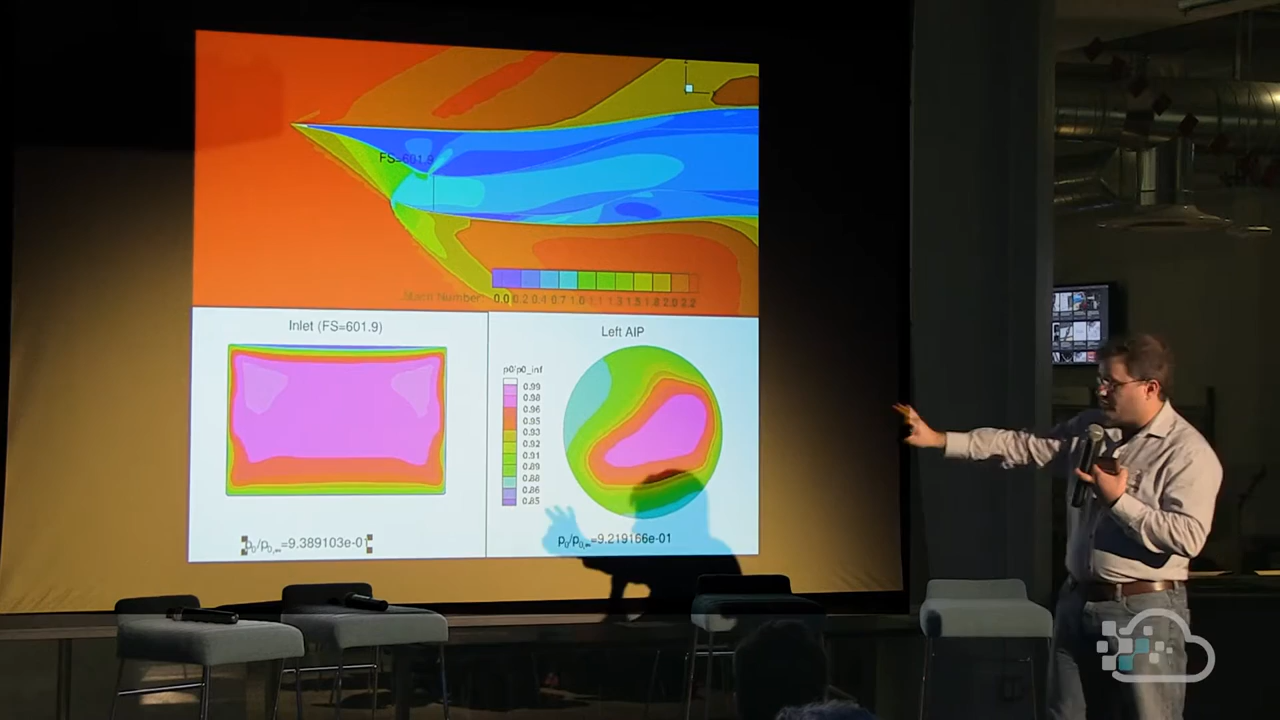 FS=601.9
Mach Number: 0.0 0.2 0.4 0.7 1.0 1.1 1.3 1.5 1.8 2.0 2.2
Inlet (FS=601.9)
p₀/p₀,∞=9.389103e-01
Left AIP
p0/p0_inf
0.99
0.98
0.96
0.95
0.93
0.92
0.91
0.89
0.88
0.86
0.85
p₀/p₀,∞=9.219166e-01